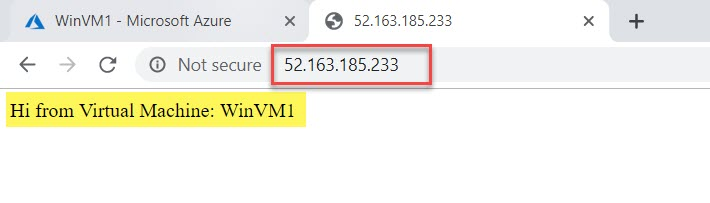 WinVM1 - Microsoft Azure
52.163.185.233
Not secure
52.163.185.233
Hi from Virtual Machine: WinVM1